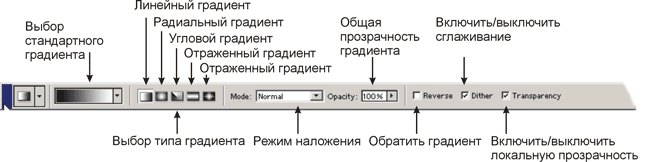 Линейный градиент
Выбор
стандартного
градиента
Радиальный градиент
Угловой градиент
Отраженный градиент
Отраженный градиент
Общая
прозрачность
градиента
Включить/выключить
сглаживание
Mode: Normal Opacity: 100% Reverse Dither Transparency
Выбор типа градиента
Режим наложения
Обратить градиент
Включить/выключить
локальную прозрачность